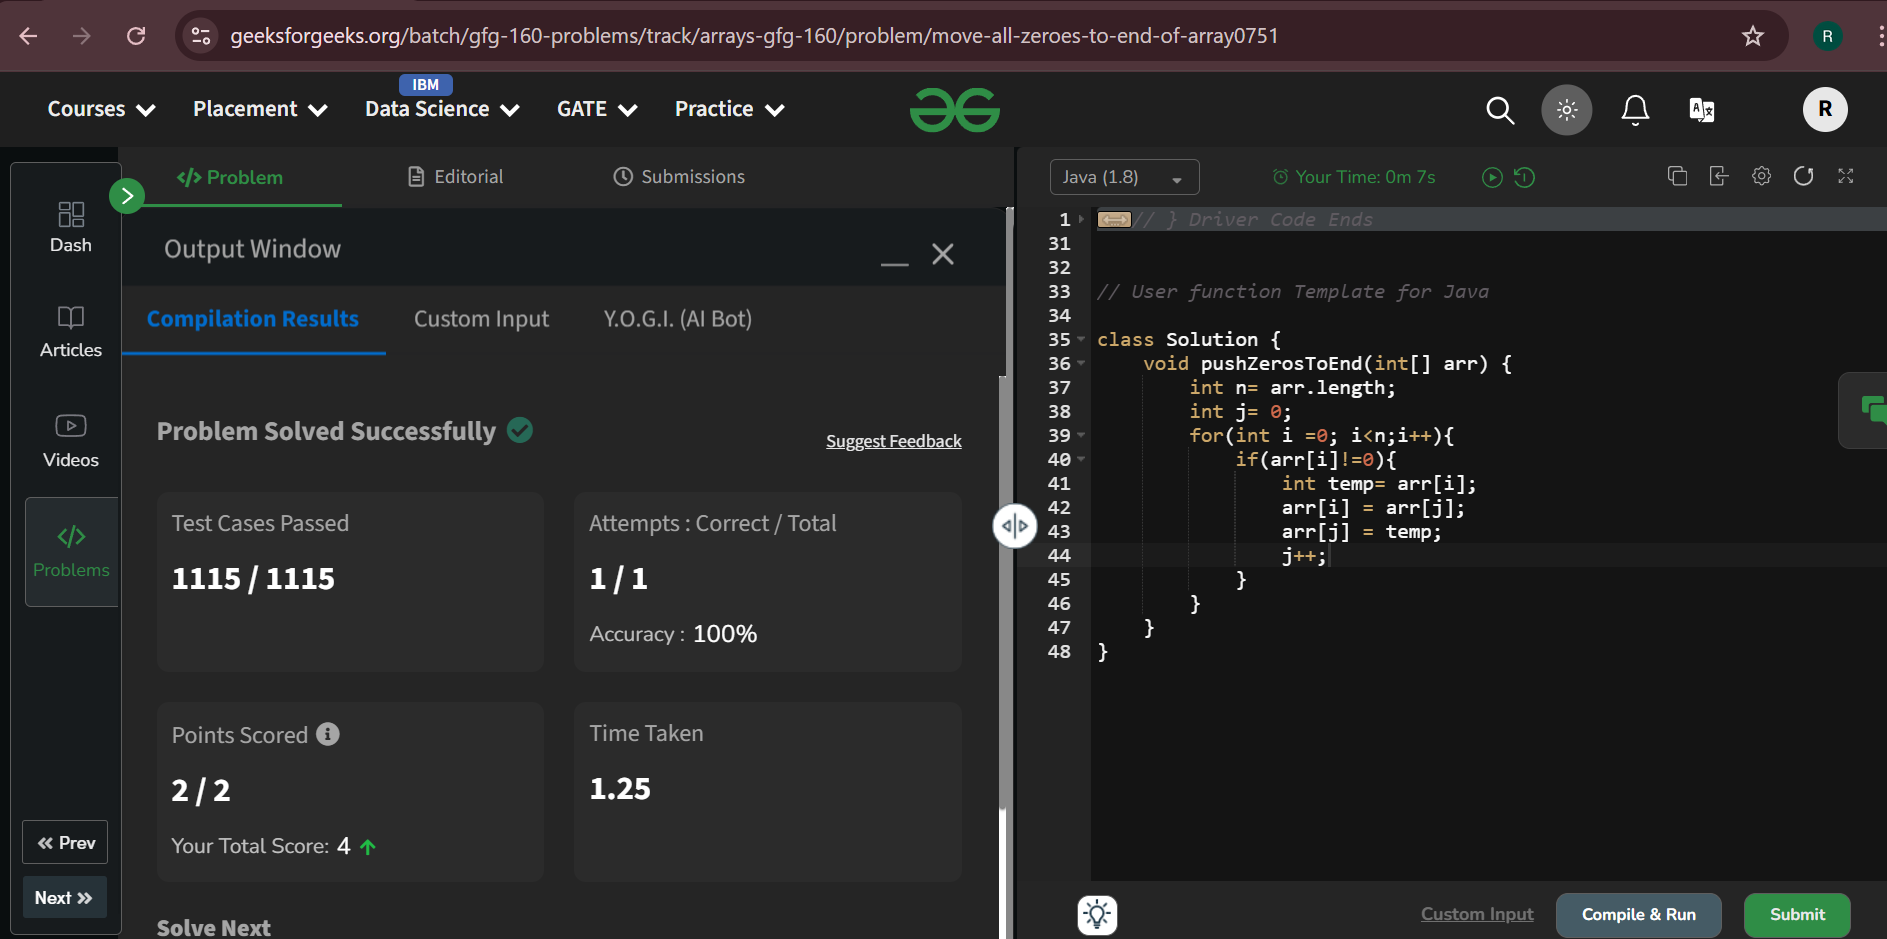 geeksforgeeks.org/batch/gfg-160-problems/track/arrays-gfg-160/problem/move-all-zeroes-to-end-of-array0751
R
Courses
Placement
IBM
Data Science
GATE
Practice
R
Dash
Articles
Videos
Problems
Prev
Next
Problem
Editorial
Submissions
Output Window
Compilation Results
Custom Input
Y.O.G.I. (AI Bot)
Problem Solved Successfully
Suggest Feedback
Test Cases Passed
1115 / 1115
Attempts : Correct / Total
1 / 1
Accuracy : 100%
Points Scored
2 / 2
Your Total Score: 4
Time Taken
1.25
Solve Next
Java (1.8)
Your Time: 0m 7s
1 // } Driver Code Ends
31
32
33 // User function Template for Java
34
35 class Solution {
36 void pushZerosToEnd(int[] arr) {
37 int n= arr.length;
38 int j= 0;
39 for(int i =0; i<n;i++){
40 if(arr[i]!=0){
41 int temp= arr[i];
42 arr[i] = arr[j];
43 arr[j] = temp;
44 j++;
45 }
46 }
47 }
48 }
Custom Input
Compile & Run
Submit